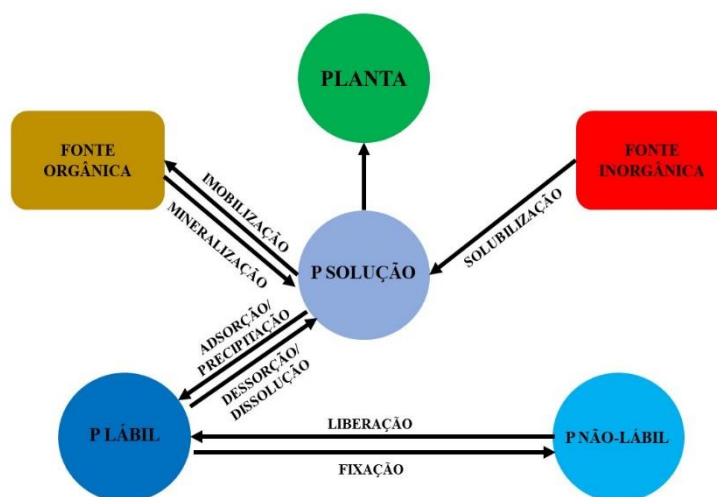 PLANTA
FONTE
ORGÂNICA
FONTE
INORGÂNICA
IMOBILIZAÇÃO
MINERALIZAÇÃO
SOLUBILIZAÇÃO
P SOLUÇÃO
ADSORÇÃO/
PRECIPITAÇÃO
DESSORÇÃO/
DISSOLUÇÃO
P LÁBIL
LIBERAÇÃO
FIXAÇÃO
P NÃO-LÁBIL